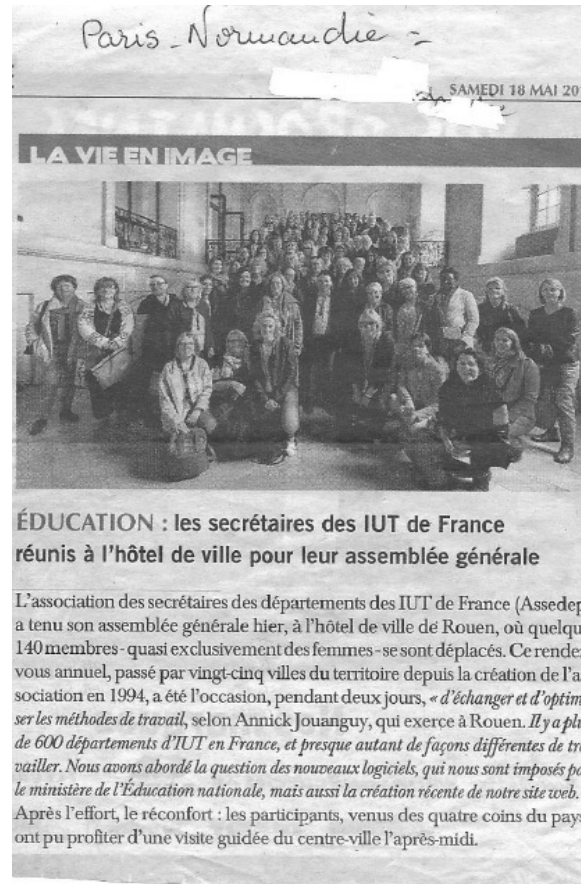 Paris-Normandie =
SAMEDI 18 MAI 20
LA VIE EN IMAGE
ÉDUCATION : les secrétaires des IUT de France
réunis à l'hôtel de ville pour leur assemblée générale
L'association des secrétaires des départements des IUT de France (Assedep
a tenu son assemblée générale hier, à l'hôtel de ville de Rouen, où quelqu
140 membres - quasi exclusivement des femmes - se sont déplacés. Ce rendez
vous annuel, passé par vingt-cinq villes du territoire depuis la création de l'a
sociation en 1994, a été l'occasion, pendant deux jours, « d'échanger et d'optim
ser les méthodes de travail, selon Annick Jouanguy, qui exerce à Rouen. Il y a plu
de 600 départements d'IUT en France, et presque autant de façons différentes de tra
vailler. Nous avons abordé la question des nouveaux logiciels, qui nous sont imposés pa
le ministère de l'Éducation nationale, mais aussi la création récente de notre site web.
Après l'effort, le réconfort : les participants, venus des quatre coins du pays
ont pu profiter d'une visite guidée du centre-ville l'après-midi.